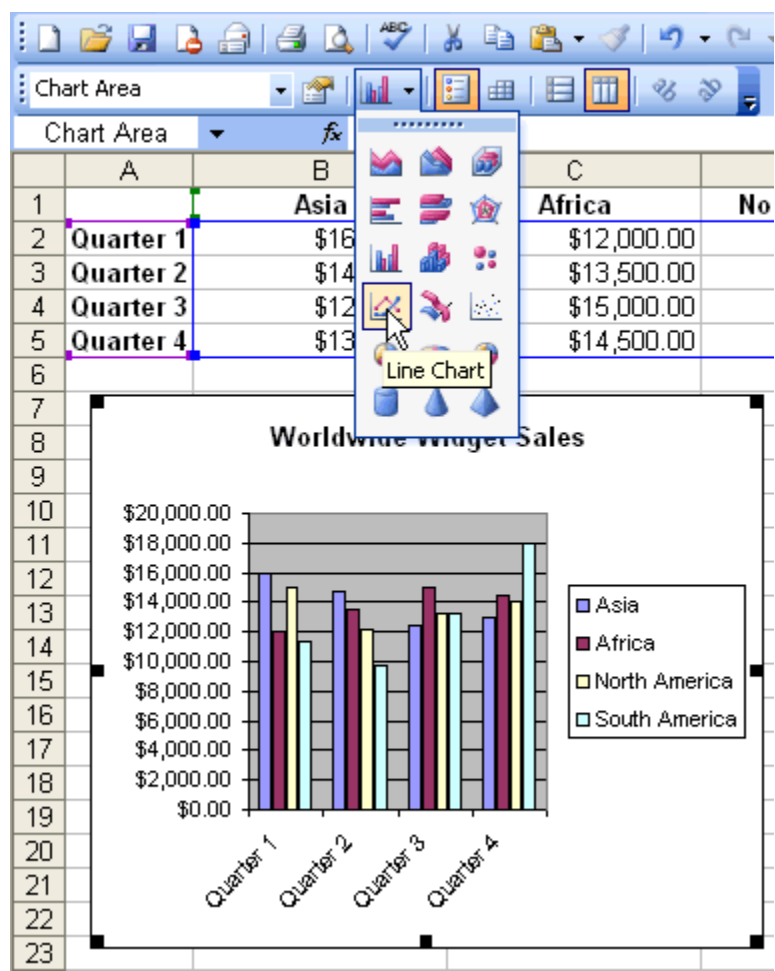 ABC
Chart Area
Chart Area fx
A B C
1 Asia Africa No
2 Quarter 1 $16 $12,000.00
3 Quarter 2 $14 $13,500.00
4 Quarter 3 $12 $15,000.00
5 Quarter 4 $13 $14,500.00
Line Chart
6
7
8
9
10
11
12
13
14
15
16
17
18
19
20
21
22
23
Worldwide Widget Sales
$20,000.00
$18,000.00
$16,000.00
$14,000.00
$12,000.00
$10,000.00
$8,000.00
$6,000.00
$4,000.00
$2,000.00
$0.00
Quarter 1 Quarter 2 Quarter 3 Quarter 4
Asia
Africa
North America
South America